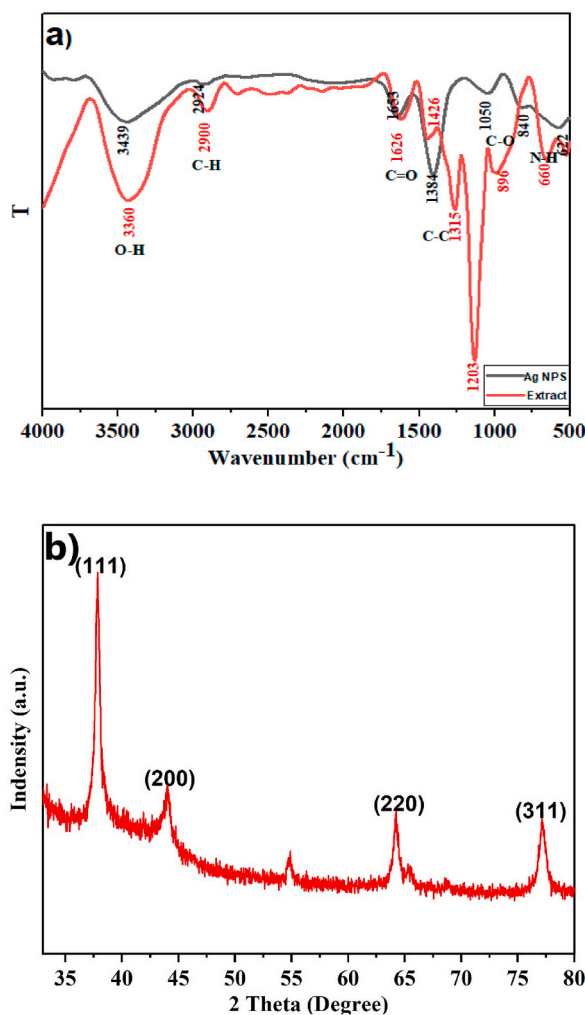 a)
3439
3360
O-H
2924
2900
C-H
1653
1626
C=O
1426
1384
C-C
1315
1203
1050
C-O
896
840
N-H
660
622
T
Ag NPS
Extract
4000 3500 3000 2500 2000 1500 1000 500
Wavenumber (cm-1)
b)
(111)
(200)
(220)
(311)
Indensity (a.u.)
35 40 45 50 55 60 65 70 75 80
2 Theta (Degree)